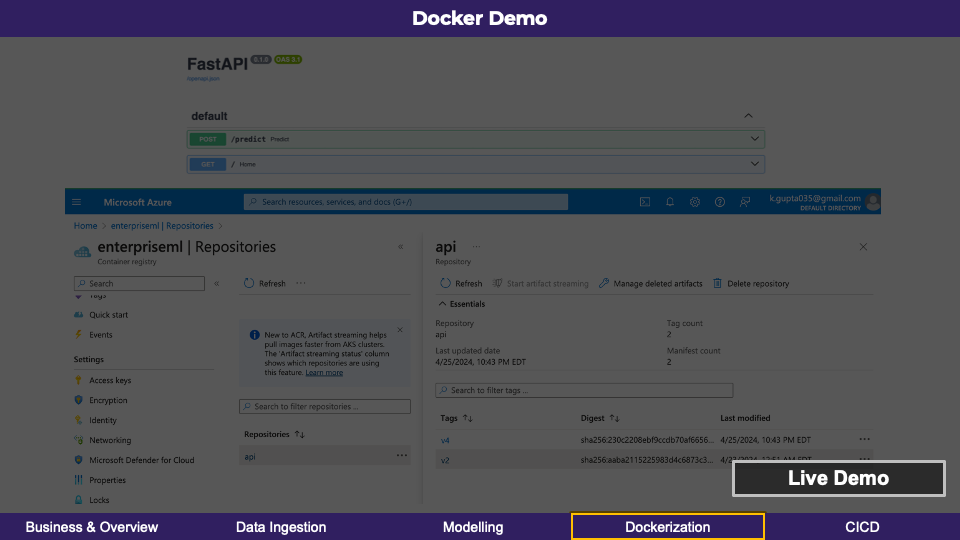 Docker Demo
FastAPI 0.1.0 OAS 3.1
/openapi.json
default
POST /predict Predict
GET / Home
Microsoft Azure
Search resources, services, and docs (G+/)
k.gupta035@gmail.com
DEFAULT DIRECTORY
Home > enterpriseml | Repositories >
enterpriseml | Repositories
Container registry
Search
Tags
Quick start
Events
Settings
Access keys
Encryption
Identity
Networking
Microsoft Defender for Cloud
Properties
Locks
Refresh
New to ACR, Artifact streaming helps
pull images faster from AKS clusters.
The 'Artifact streaming status' column
shows which repositories are using
this feature. Learn more
Search to filter repositories ...
Repositories
api
api
Repository
Refresh Start artifact streaming Manage deleted artifacts Delete repository
Essentials
Repository
api
Tag count
2
Last updated date
4/25/2024, 10:43 PM EDT
Manifest count
2
Search to filter tags ...
Tags Digest Last modified
v4 sha256:230c2208ebf9ccdb70af6656... 4/25/2024, 10:43 PM EDT
v2 sha256:aaba2115225983d4c6873c3...
Live Demo
Business & Overview Data Ingestion Modelling Dockerization CICD